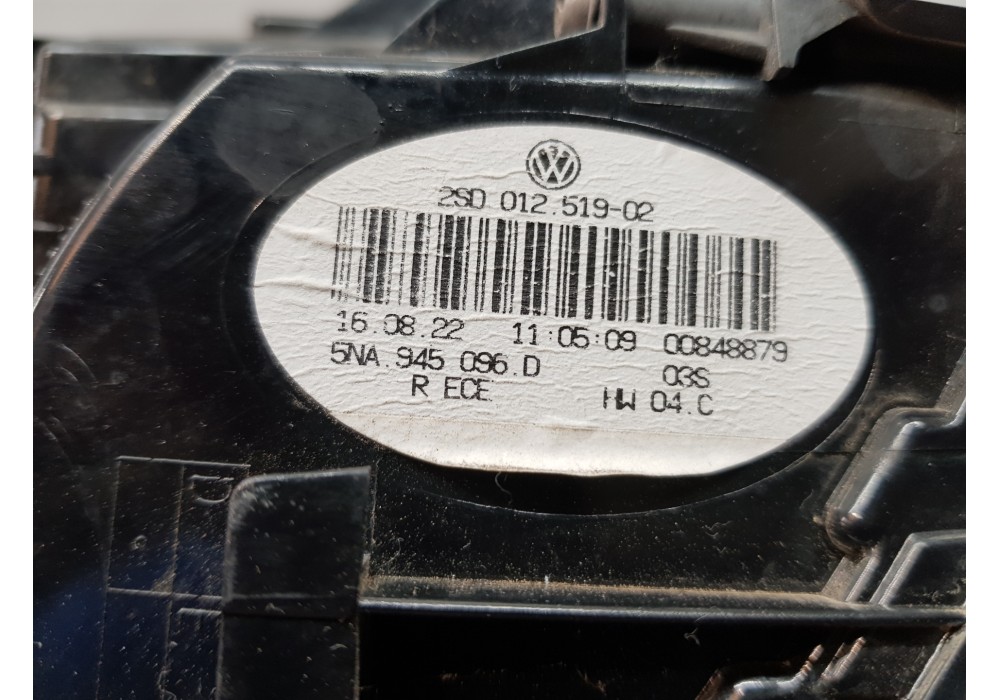 2SD 012.519-02
16.08.22 11:05:09 00848879
5NA.945 096.D 03S
R ECE HW 04.C
D